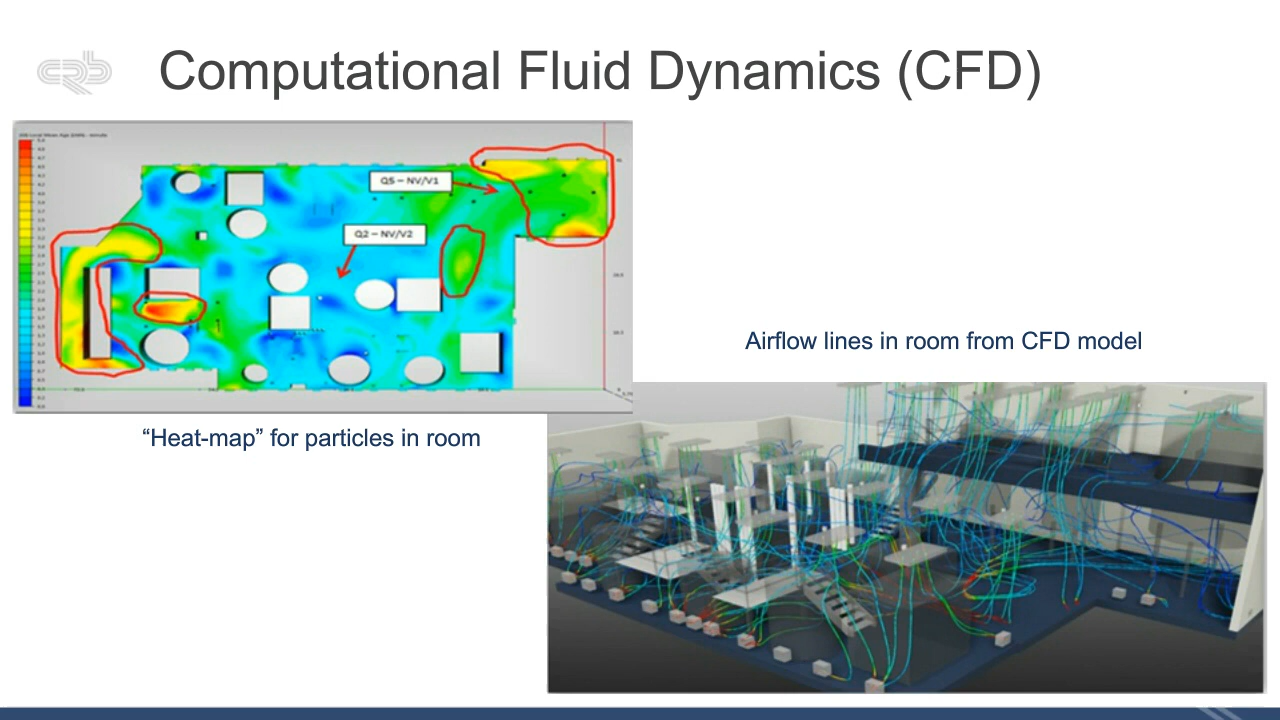 CRB
Computational Fluid Dynamics (CFD)
Q5 – NV/V1
Q2 – NV/V2
Airflow lines in room from CFD model
“Heat-map” for particles in room